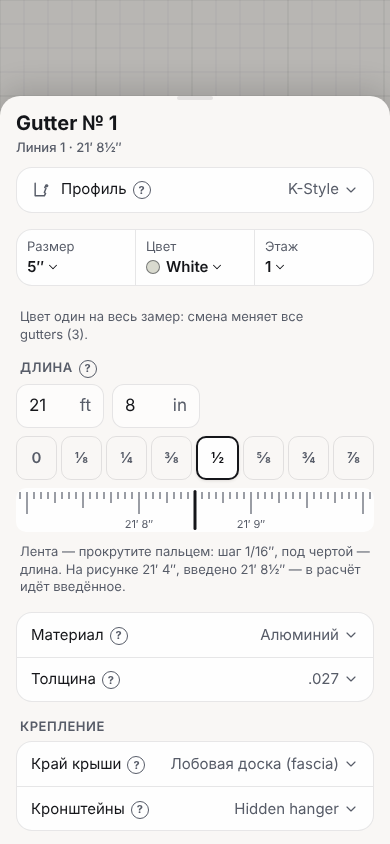 Gutter № 1
Линия 1 · 21′ 8½″
Профиль ? K-Style
Размер Цвет Этаж
5″ White 1
Цвет один на весь замер: смена меняет все
gutters (3).
ДЛИНА ?
21 ft 8 in
0 ⅛ ¼ ⅜ ½ ⅝ ¾ ⅞
21′ 8″ 21′ 9″
Лента — прокрутите пальцем: шаг 1/16″, под чертой —
длина. На рисунке 21′ 4″, введено 21′ 8½″ — в расчёт
идёт введённое.
Материал ? Алюминий
Толщина ? .027
КРЕПЛЕНИЕ
Край крыши ? Лобовая доска (fascia)
Кронштейны ? Hidden hanger